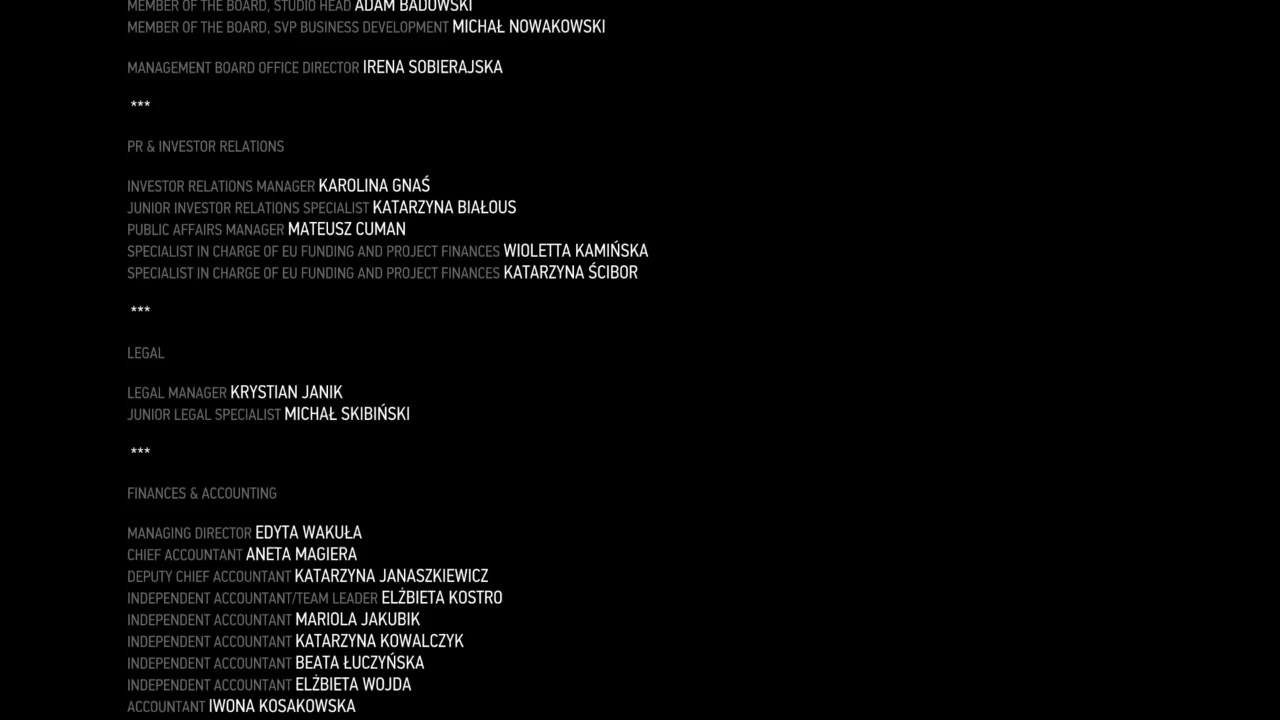 MEMBER OF THE BOARD, STUDIO HEAD ADAM BADOWSKI
MEMBER OF THE BOARD, SVP BUSINESS DEVELOPMENT MICHAŁ NOWAKOWSKI
MANAGEMENT BOARD OFFICE DIRECTOR IRENA SOBIERAJSKA
***
PR & INVESTOR RELATIONS
INVESTOR RELATIONS MANAGER KAROLINA GNAŚ
JUNIOR INVESTOR RELATIONS SPECIALIST KATARZYNA BIAŁOUS
PUBLIC AFFAIRS MANAGER MATEUSZ CUMAN
SPECIALIST IN CHARGE OF EU FUNDING AND PROJECT FINANCES WIOLETTA KAMIŃSKA
SPECIALIST IN CHARGE OF EU FUNDING AND PROJECT FINANCES KATARZYNA ŚCIBOR
***
LEGAL
LEGAL MANAGER KRYSTIAN JANIK
JUNIOR LEGAL SPECIALIST MICHAŁ SKIBIŃSKI
***
FINANCES & ACCOUNTING
MANAGING DIRECTOR EDYTA WAKUŁA
CHIEF ACCOUNTANT ANETA MAGIERA
DEPUTY CHIEF ACCOUNTANT KATARZYNA JANASZKIEWICZ
INDEPENDENT ACCOUNTANT/TEAM LEADER ELŻBIETA KOSTRO
INDEPENDENT ACCOUNTANT MARIOLA JAKUBIK
INDEPENDENT ACCOUNTANT KATARZYNA KOWALCZYK
INDEPENDENT ACCOUNTANT BEATA ŁUCZYŃSKA
INDEPENDENT ACCOUNTANT ELŻBIETA WOJDA
ACCOUNTANT IWONA KOSAKOWSKA